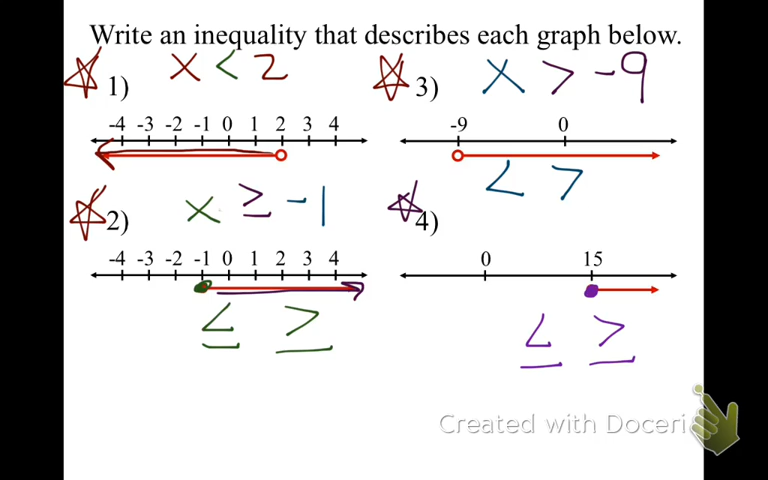 Write an inequality that describes each graph below.
1) x < 2
-4 -3 -2 -1 0 1 2 3 4
3) x > -9
-9 0
< >
2) x ≥ -1
-4 -3 -2 -1 0 1 2 3 4
≤ ≥
4)
0 15
≤ ≥
Created with Doceri